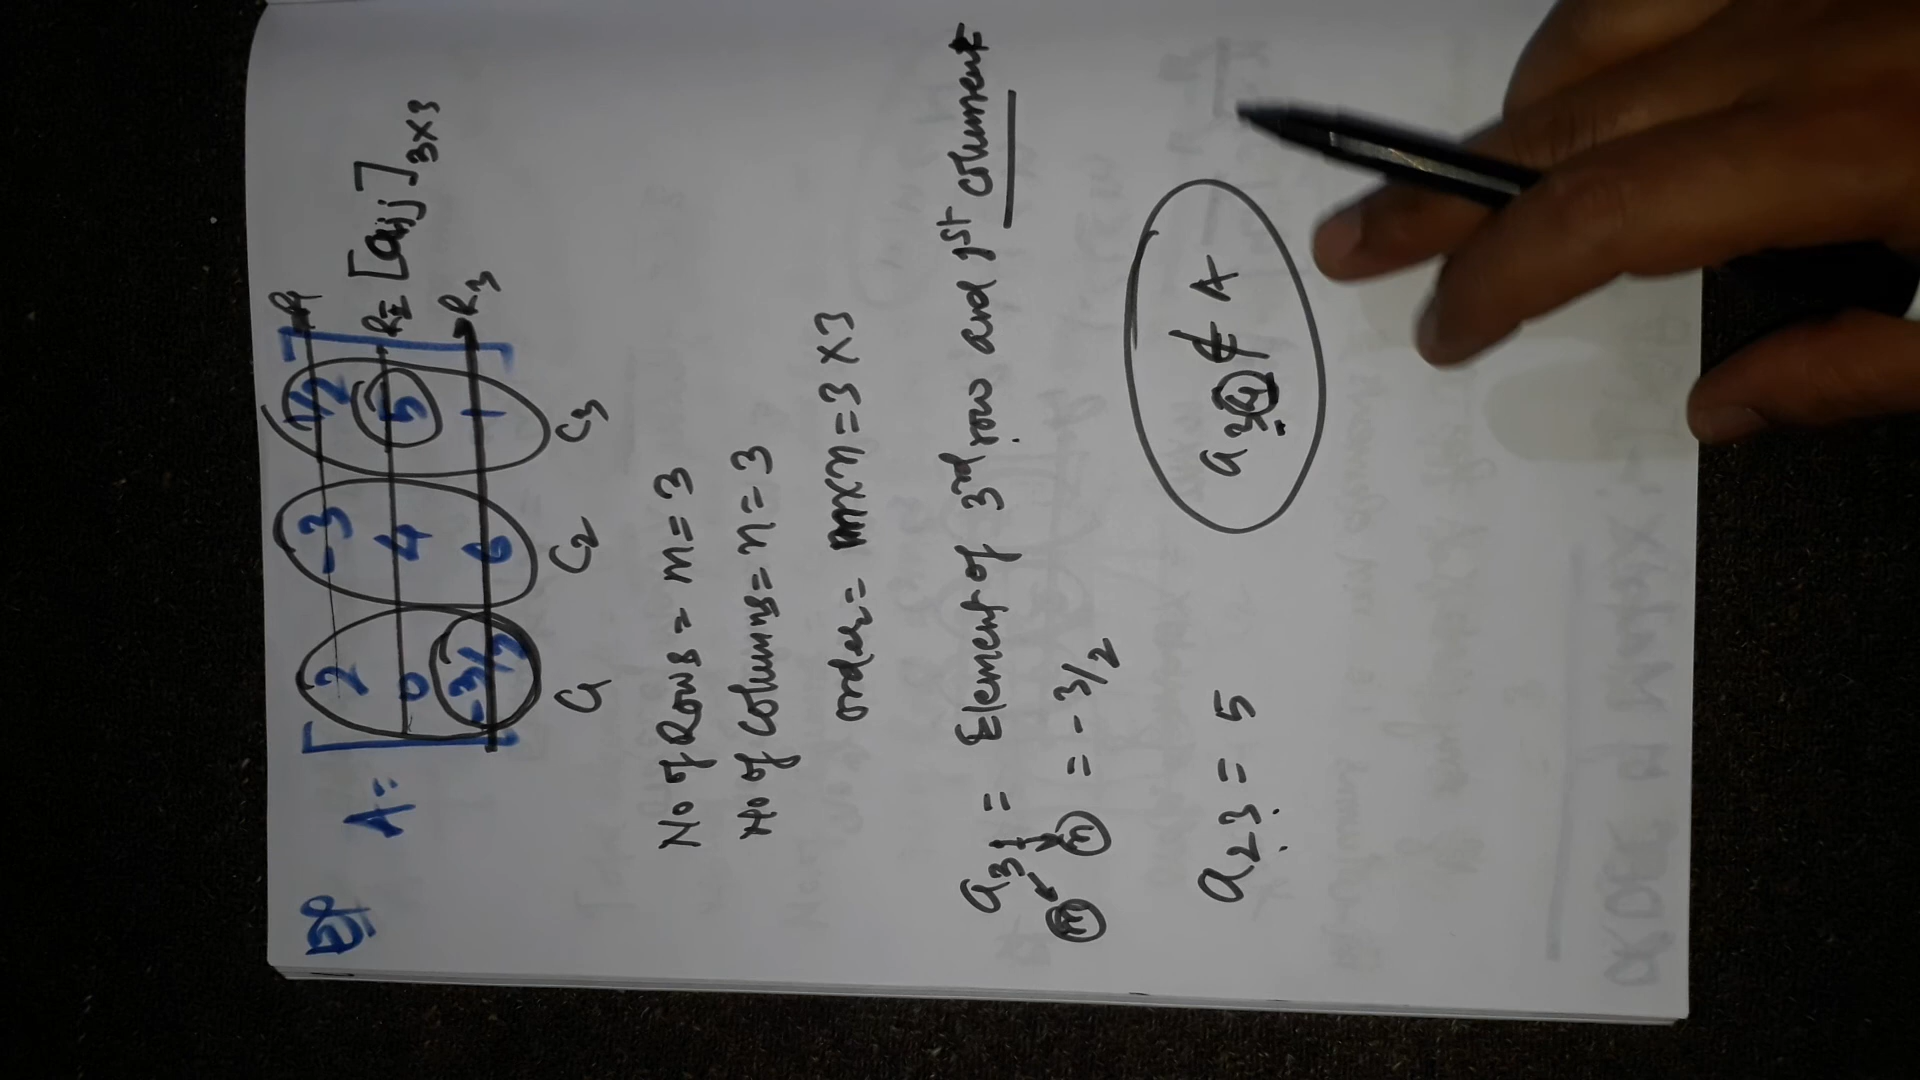 Ex A = [ 2 -3 1/2 ] R1
0 4 5 R2 = [aij]3×3
-3/2 6 1 R3
C1 C2 C3
No of Rows = m = 3
No of columns = n = 3
order = m×n = 3×3
a31 = Element of 3rd row and 1st column
m n = -3/2
a23 = 5
a34 ∉ A